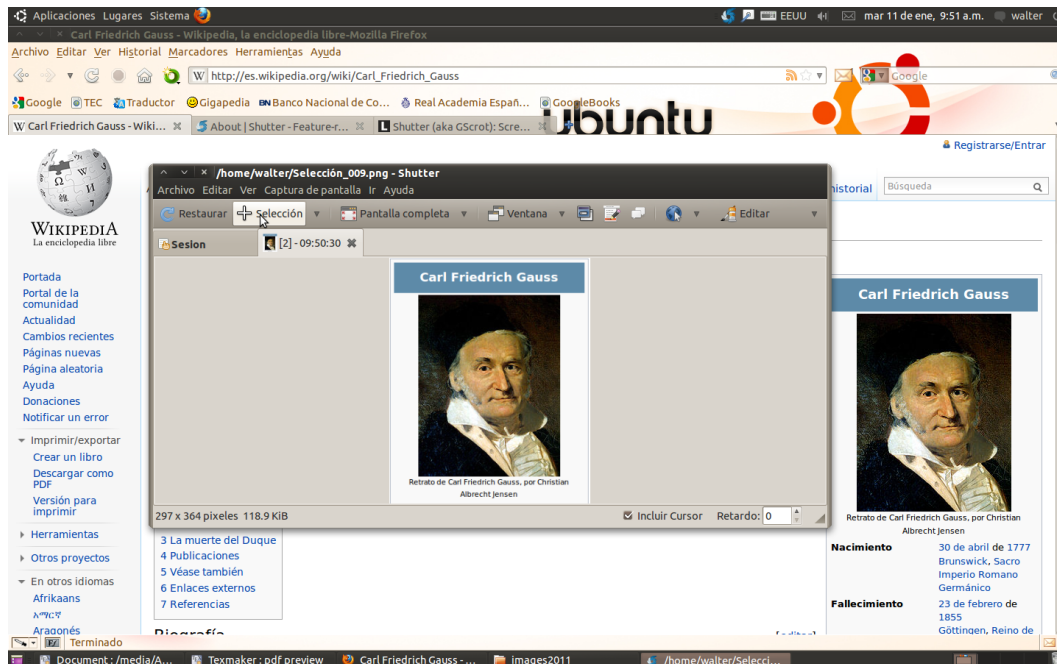 Aplicaciones Lugares Sistema
EEUU
mar 11 de ene, 9:51 a.m.
walter
Carl Friedrich Gauss - Wikipedia, la enciclopedia libre-Mozilla Firefox
Archivo Editar Ver Historial Marcadores Herramientas Ayuda
W http://es.wikipedia.org/wiki/Carl_Friedrich_Gauss
Google
Google TEC Traductor Gigapedia BN Banco Nacional de Co... Real Academia Españ... GoogleBooks
ubuntu
W Carl Friedrich Gauss - Wiki... About | Shutter - Feature-r... L Shutter (aka GScrot): Scre...
Registrarse/Entrar
historial Búsqueda
WIKIPEDIA
La enciclopedia libre
Portada
Portal de la
comunidad
Actualidad
Cambios recientes
Páginas nuevas
Página aleatoria
Ayuda
Donaciones
Notificar un error
Imprimir/exportar
Crear un libro
Descargar como
PDF
Versión para
imprimir
Herramientas
Otros proyectos
En otros idiomas
Afrikaans
አማርኛ
Aragonés
/home/walter/Selección_009.png - Shutter
Archivo Editar Ver Captura de pantalla Ir Ayuda
Restaurar Selección Pantalla completa Ventana Editar
Sesion [2] - 09:50:30
Carl Friedrich Gauss
Retrato de Carl Friedrich Gauss, por Christian
Albrecht Jensen
297 x 364 pixeles 118.9 KiB
Incluir Cursor Retardo: 0
3 La muerte del Duque
4 Publicaciones
5 Véase también
6 Enlaces externos
7 Referencias
Biografía
[editar]
Carl Friedrich Gauss
Retrato de Carl Friedrich Gauss, por Christian
Albrecht Jensen
Nacimiento 30 de abril de 1777
Brunswick, Sacro
Imperio Romano
Germánico
Fallecimiento 23 de febrero de
1855
Göttingen, Reino de
Terminado
Document : /media/A... Texmaker : pdf preview Carl Friedrich Gauss - ... images2011 /home/walter/Selecci...